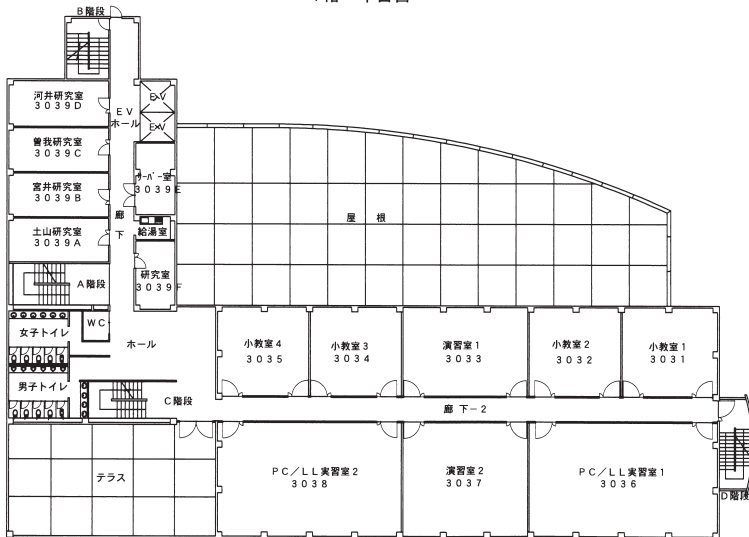 B階段
河井研究室
3039D
EV
ホール
EV
EV
曽我研究室
3039C
サーバー室
3039E
宮井研究室
3039B
廊
下
屋 根
土山研究室
3039A
給湯室
A階段
研究室
3039F
WC
女子トイレ
ホール
小教室4
3035
小教室3
3034
演習室1
3033
小教室2
3032
小教室1
3031
男子トイレ
C階段
廊下-2
テラス
PC/LL実習室2
3038
演習室2
3037
PC/LL実習室1
3036
D階段